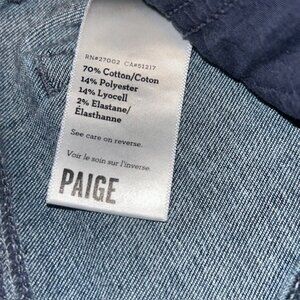 RN#27002 CA#51217
70% Cotton/Coton
14% Polyester
14% Lyocell
2% Elastane/
Élasthanne
See care on reverse.
Voir le soin sur l'inverse.
PAIGE